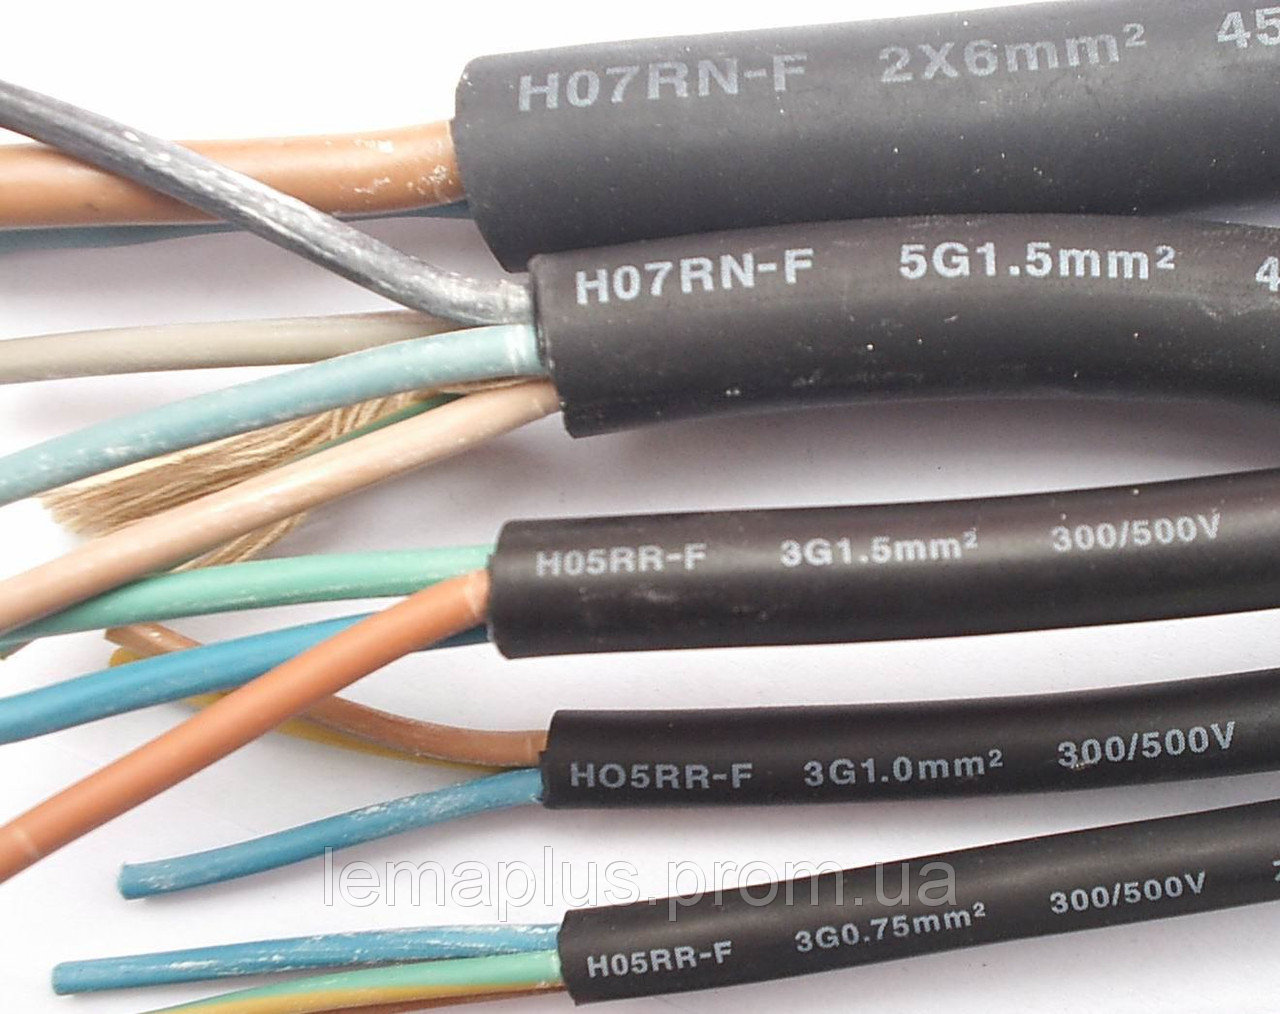 H07RN-F 2X6mm² 45
H07RN-F 5G1.5mm² 4
H05RR-F 3G1.5mm² 300/500V
HO5RR-F 3G1.0mm² 300/500V
lemaplus.prom.ua
H05RR-F 3G0.75mm² 300/500V